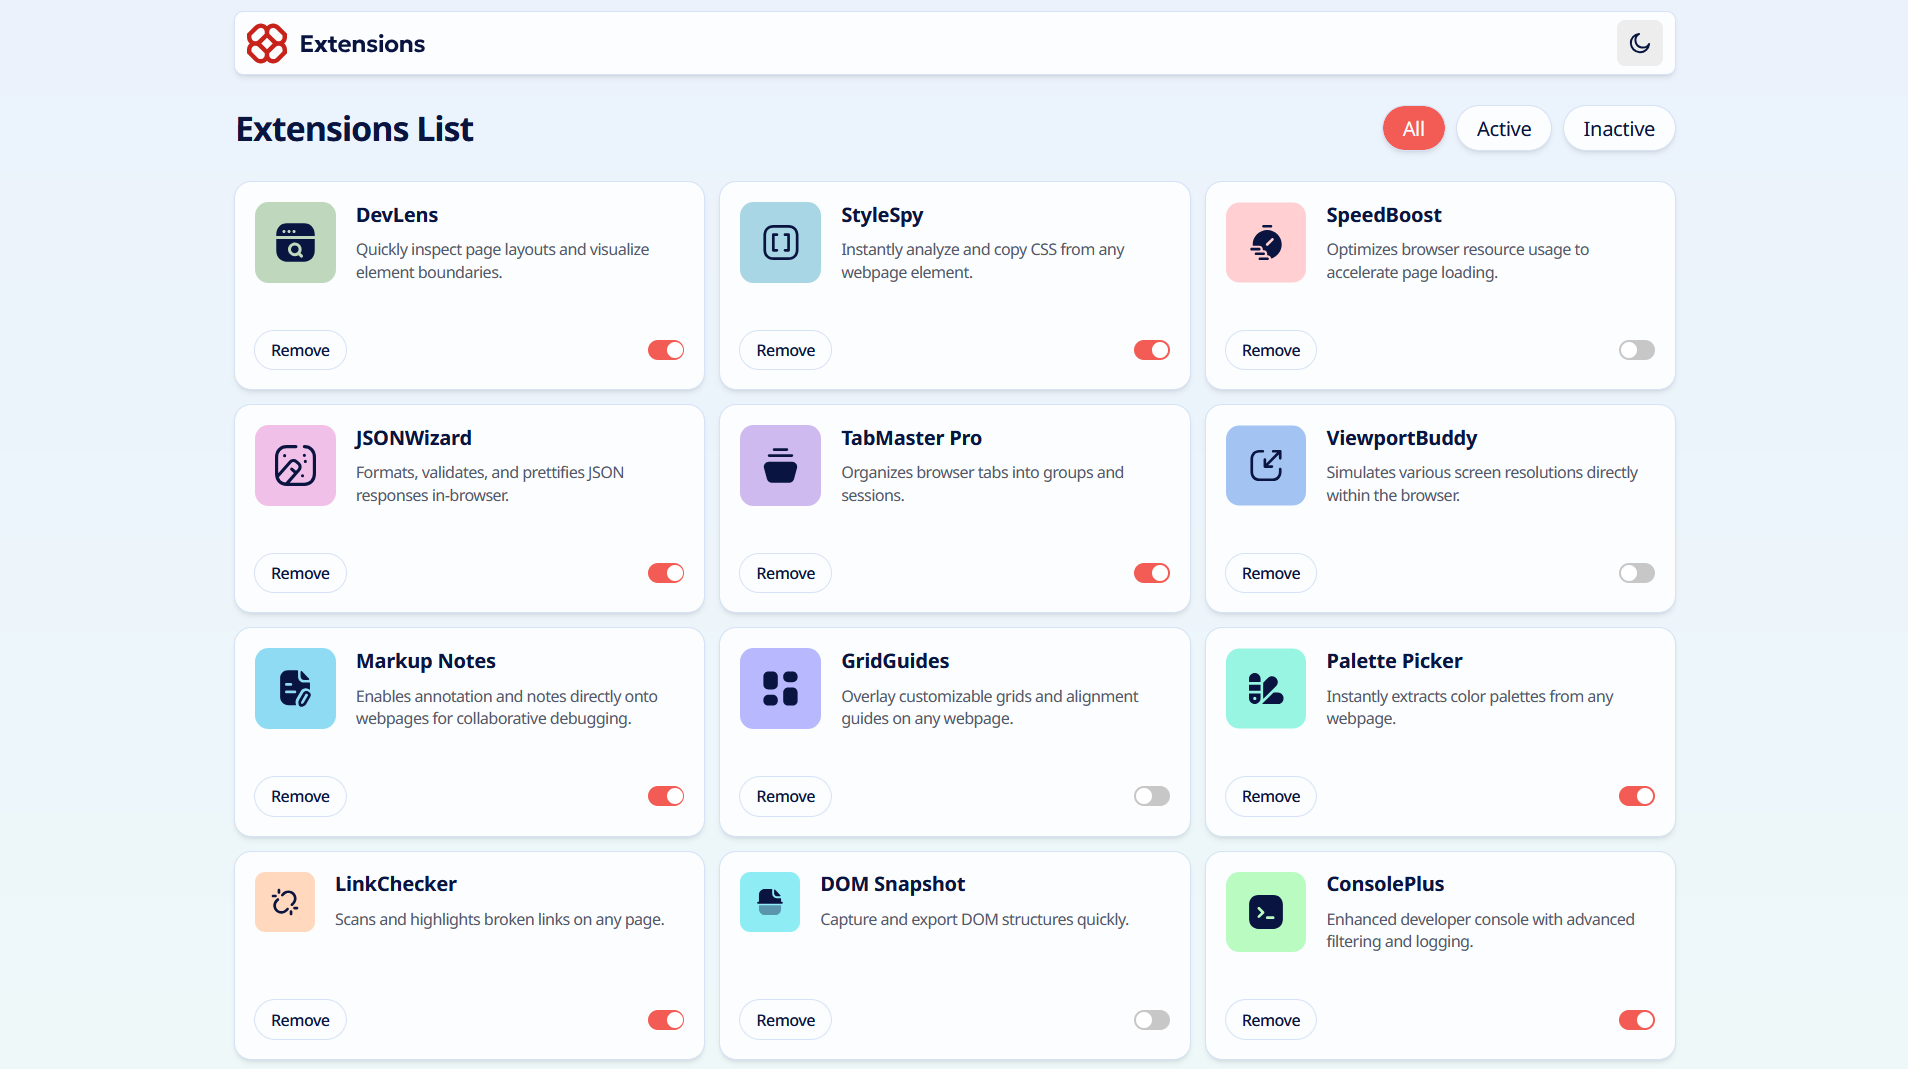 Extensions
Extensions List
All
Active
Inactive
DevLens
Quickly inspect page layouts and visualize
element boundaries.
Remove
StyleSpy
Instantly analyze and copy CSS from any
webpage element.
Remove
SpeedBoost
Optimizes browser resource usage to
accelerate page loading.
Remove
JSONWizard
Formats, validates, and prettifies JSON
responses in-browser.
Remove
TabMaster Pro
Organizes browser tabs into groups and
sessions.
Remove
ViewportBuddy
Simulates various screen resolutions directly
within the browser.
Remove
Markup Notes
Enables annotation and notes directly onto
webpages for collaborative debugging.
Remove
GridGuides
Overlay customizable grids and alignment
guides on any webpage.
Remove
Palette Picker
Instantly extracts color palettes from any
webpage.
Remove
LinkChecker
Scans and highlights broken links on any page.
Remove
DOM Snapshot
Capture and export DOM structures quickly.
Remove
ConsolePlus
Enhanced developer console with advanced
filtering and logging.
Remove